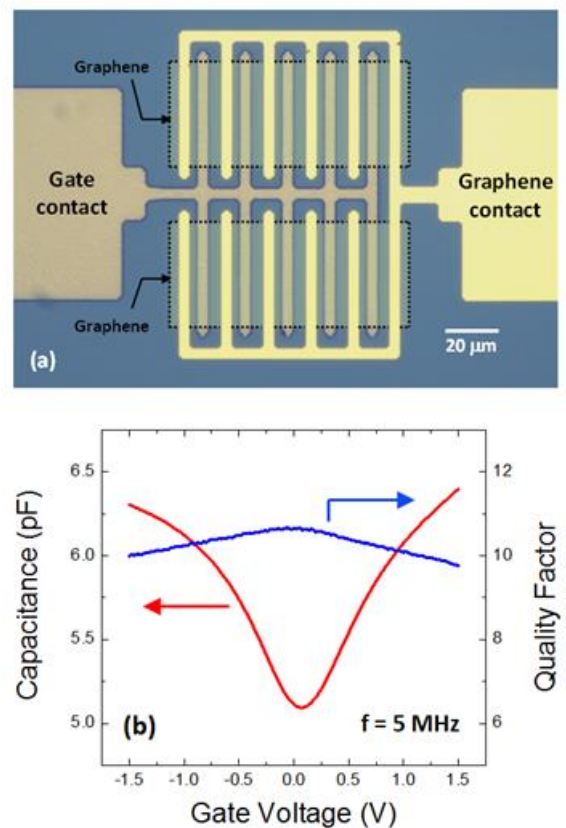 Graphene
Gate
contact
Graphene
contact
Graphene
20 μm
(a)
Capacitance (pF)
6.5
6.0
5.5
5.0
12
10
8
6
Quality Factor
(b)
f = 5 MHz
-1.5 -1.0 -0.5 0.0 0.5 1.0 1.5
Gate Voltage (V)